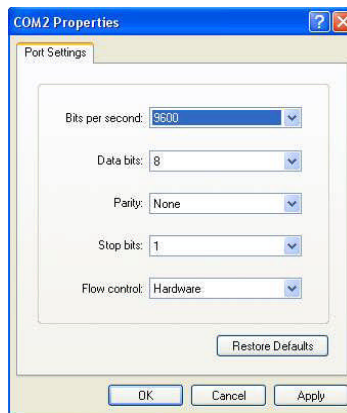 COM2 Properties
Port Settings
Bits per second: 9600
Data bits: 8
Parity: None
Stop bits: 1
Flow control: Hardware
Restore Defaults
OK Cancel Apply